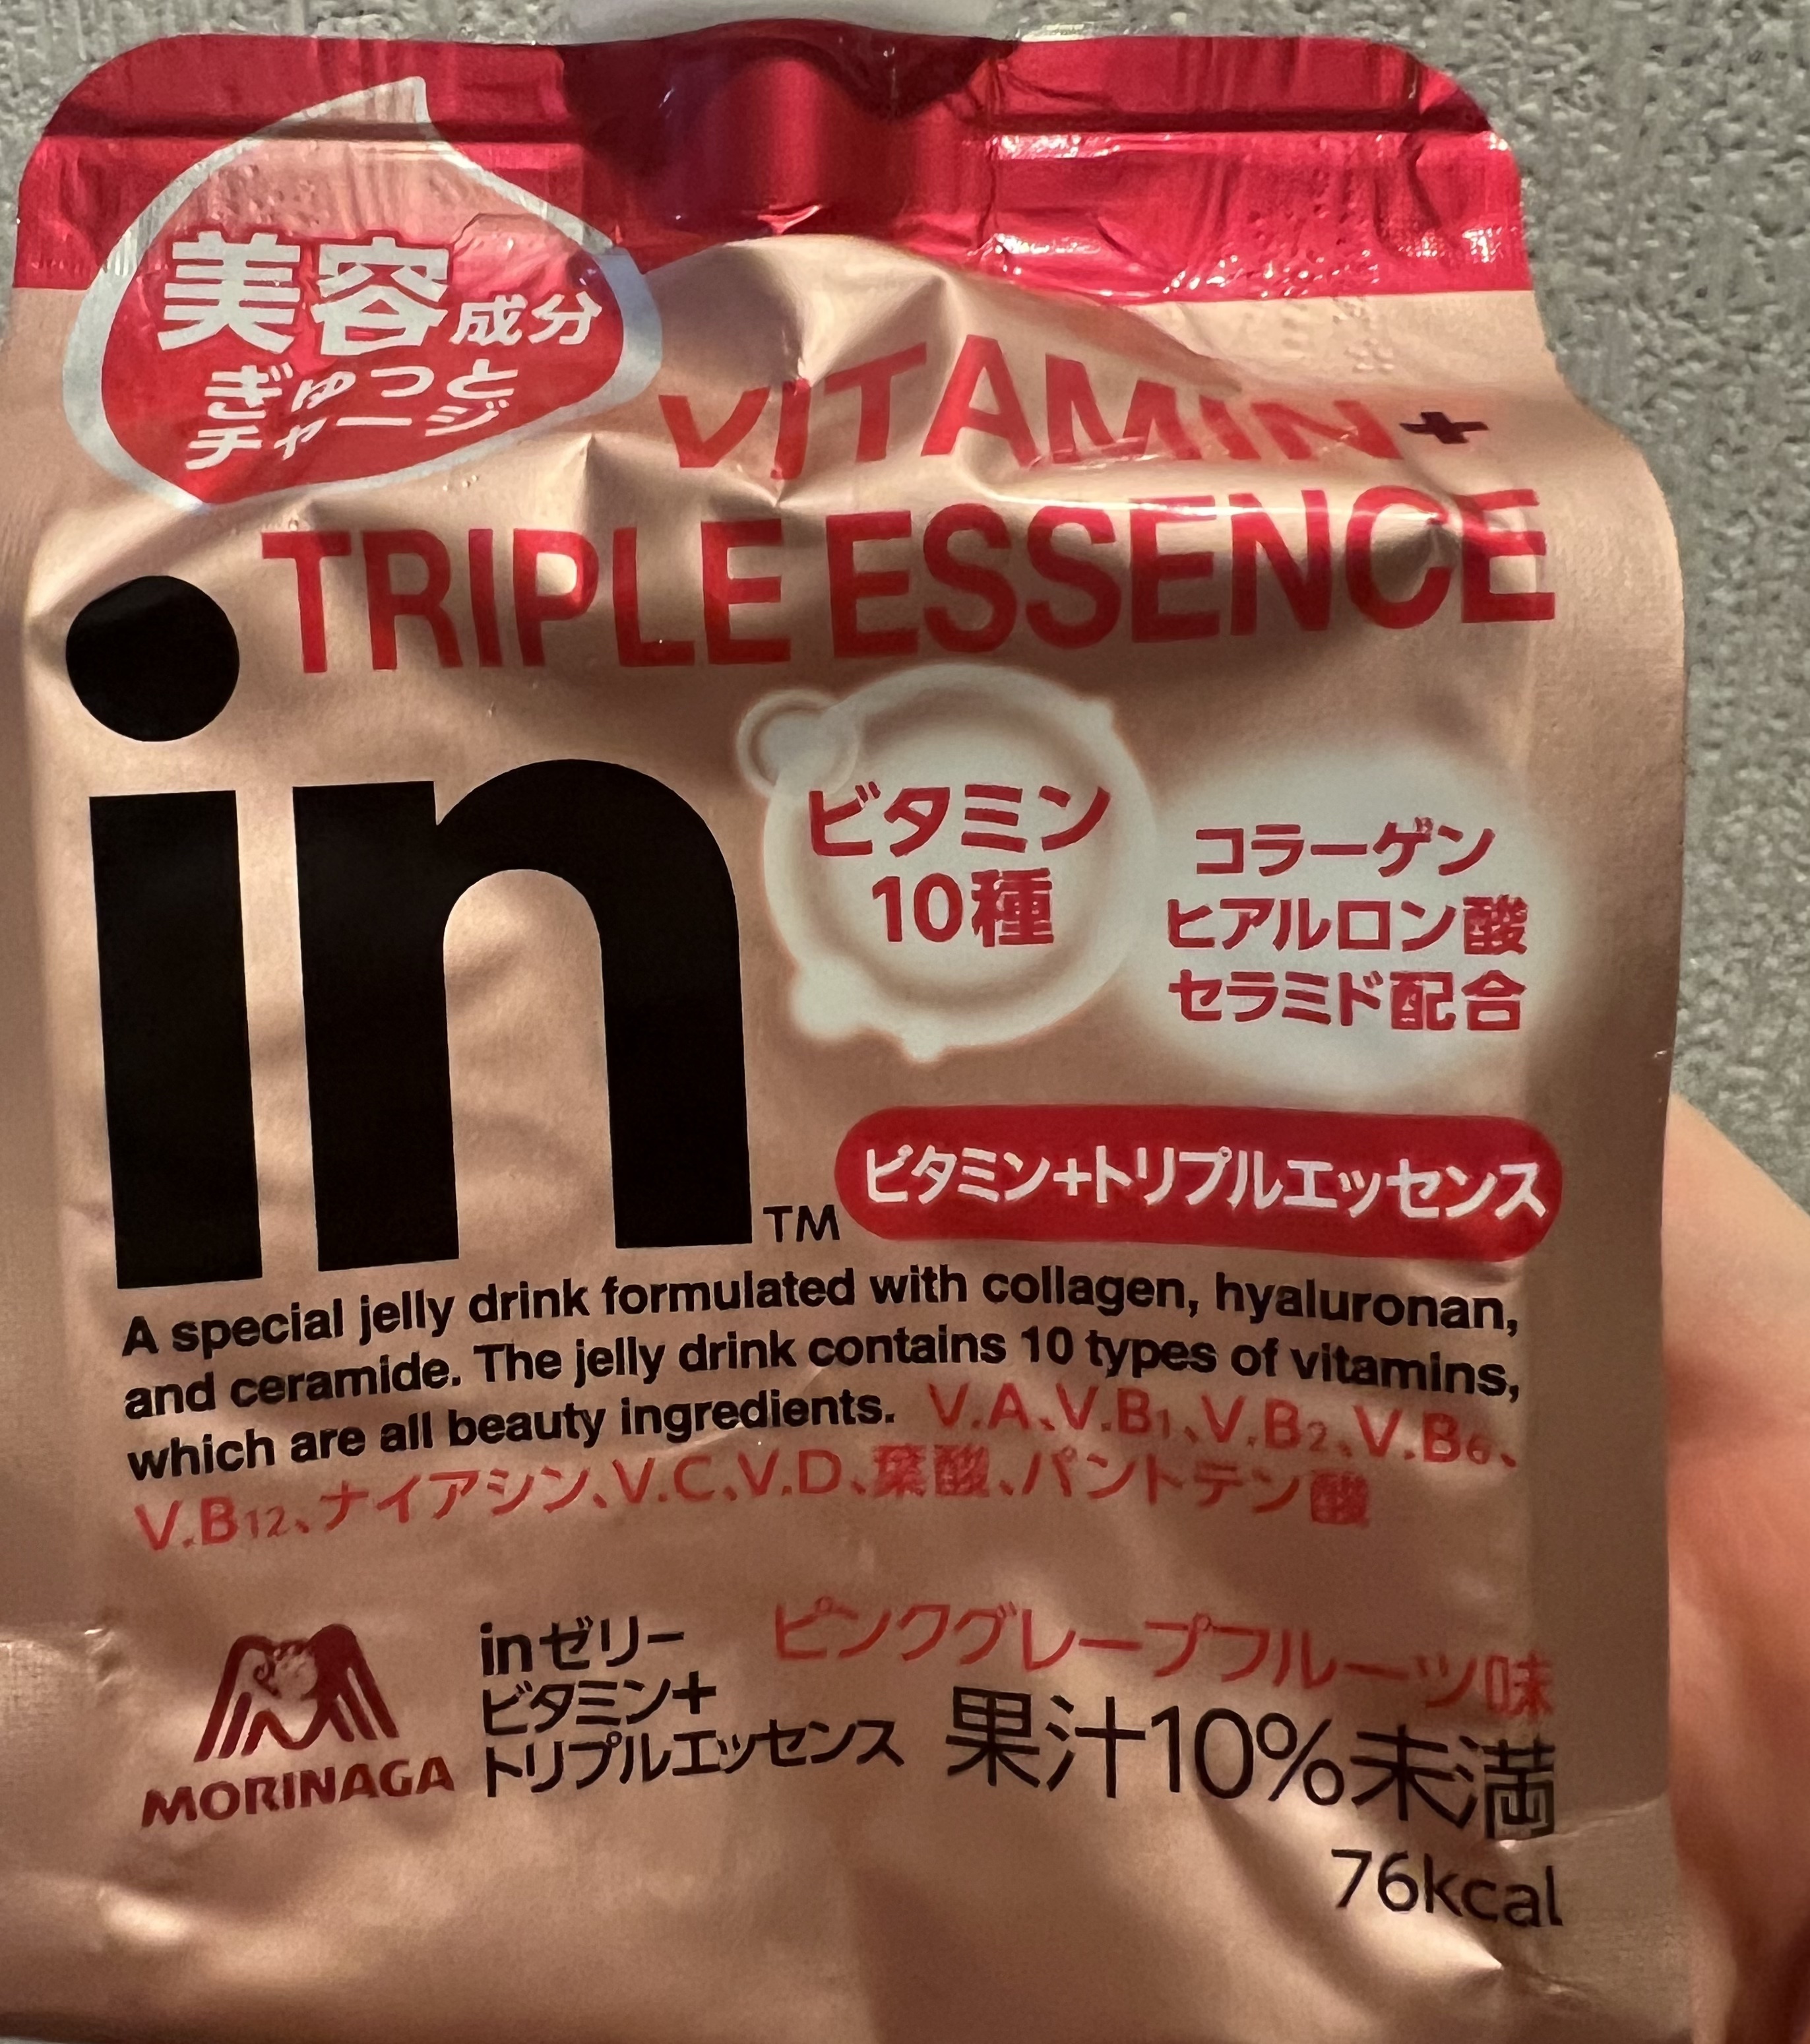 美容成分
ぎゅっと
チャージ
VITAMIN+
TRIPLE ESSENCE
in TM
ビタミン
10種
コラーゲン
ヒアルロン酸
セラミド配合
ビタミン+トリプルエッセンス
A special jelly drink formulated with collagen, hyaluronan,
and ceramide. The jelly drink contains 10 types of vitamins,
which are all beauty ingredients. V.A、V.B1、V.B2、V.B6、
V.B12、ナイアシン、V.C、V.D、葉酸、パントテン酸
MORINAGA
inゼリー
ビタミン+
トリプルエッセンス
ピンクグレープフルーツ味
果汁10%未満
76kcal